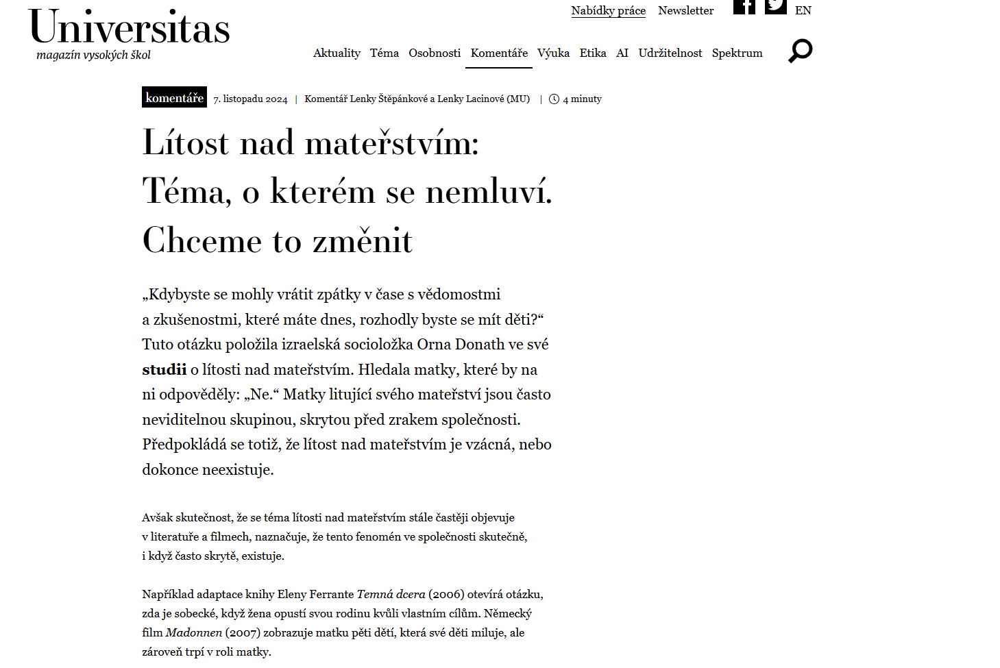 Universitas
magazín vysokých škol
Nabídky práce Newsletter EN
Aktuality Téma Osobnosti Komentáře Výuka Etika AI Udržitelnost Spektrum
komentáře 7. listopadu 2024 | Komentář Lenky Štěpánkové a Lenky Lacinové (MU) | 4 minuty
Lítost nad mateřstvím:
Téma, o kterém se nemluví.
Chceme to změnit
„Kdybyste se mohly vrátit zpátky v čase s vědomostmi
a zkušenostmi, které máte dnes, rozhodly byste se mít děti?“
Tuto otázku položila izraelská socioložka Orna Donath ve své
studii o lítosti nad mateřstvím. Hledala matky, které by na
ni odpověděly: „Ne.“ Matky litující svého mateřství jsou často
neviditelnou skupinou, skrytou před zrakem společnosti.
Předpokládá se totiž, že lítost nad mateřstvím je vzácná, nebo
dokonce neexistuje.
Avšak skutečnost, že se téma lítosti nad mateřstvím stále častěji objevuje
v literatuře a filmech, naznačuje, že tento fenomén ve společnosti skutečně,
i když často skrytě, existuje.
Například adaptace knihy Eleny Ferrante Temná dcera (2006) otevírá otázku,
zda je sobecké, když žena opustí svou rodinu kvůli vlastním cílům. Německý
film Madonnen (2007) zobrazuje matku pěti dětí, která své děti miluje, ale
zároveň trpí v roli matky.